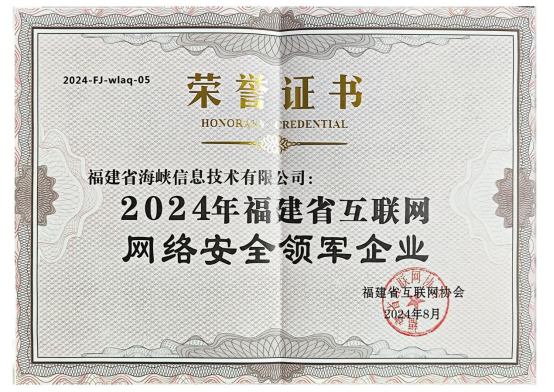 2024-FJ-wlaq-05
荣誉证书
HONORARY CREDENTIAL
福建省海峡信息技术有限公司：
2024年福建省互联网
网络安全领军企业
福建省互联网协会
2024年8月